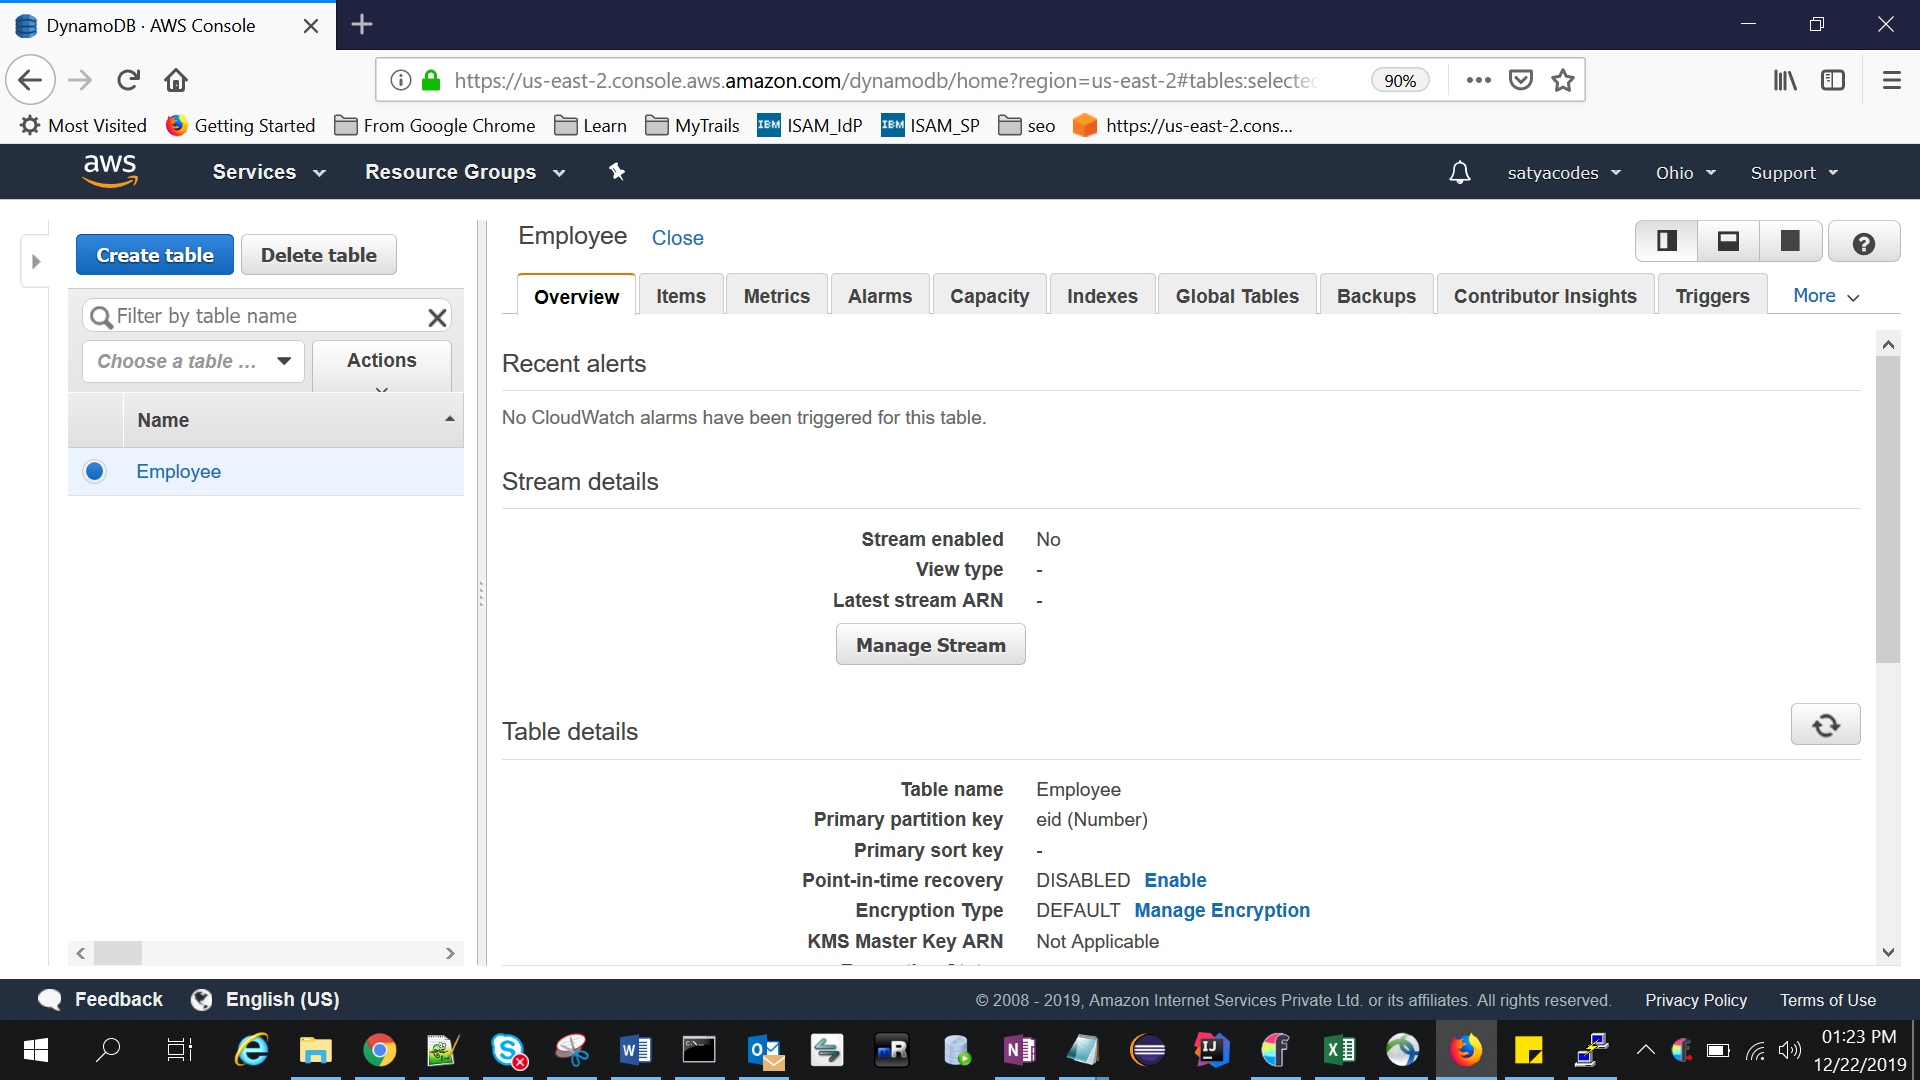 DynamoDB · AWS Console
https://us-east-2.console.aws.amazon.com/dynamodb/home?region=us-east-2#tables:selected
90%
Most Visited
Getting Started
From Google Chrome
Learn
MyTrails
IBM ISAM_IdP
IBM ISAM_SP
seo
https://us-east-2.cons...
aws
Services
Resource Groups
satyacodes
Ohio
Support
Create table
Delete table
Filter by table name
Choose a table ...
Actions
Name
Employee
Employee
Close
Overview
Items
Metrics
Alarms
Capacity
Indexes
Global Tables
Backups
Contributor Insights
Triggers
More
Recent alerts
No CloudWatch alarms have been triggered for this table.
Stream details
Stream enabled No
View type -
Latest stream ARN -
Manage Stream
Table details
Table name Employee
Primary partition key eid (Number)
Primary sort key -
Point-in-time recovery DISABLED Enable
Encryption Type DEFAULT Manage Encryption
KMS Master Key ARN Not Applicable
Feedback
English (US)
© 2008 - 2019, Amazon Internet Services Private Ltd. or its affiliates. All rights reserved.
Privacy Policy
Terms of Use
01:23 PM
12/22/2019